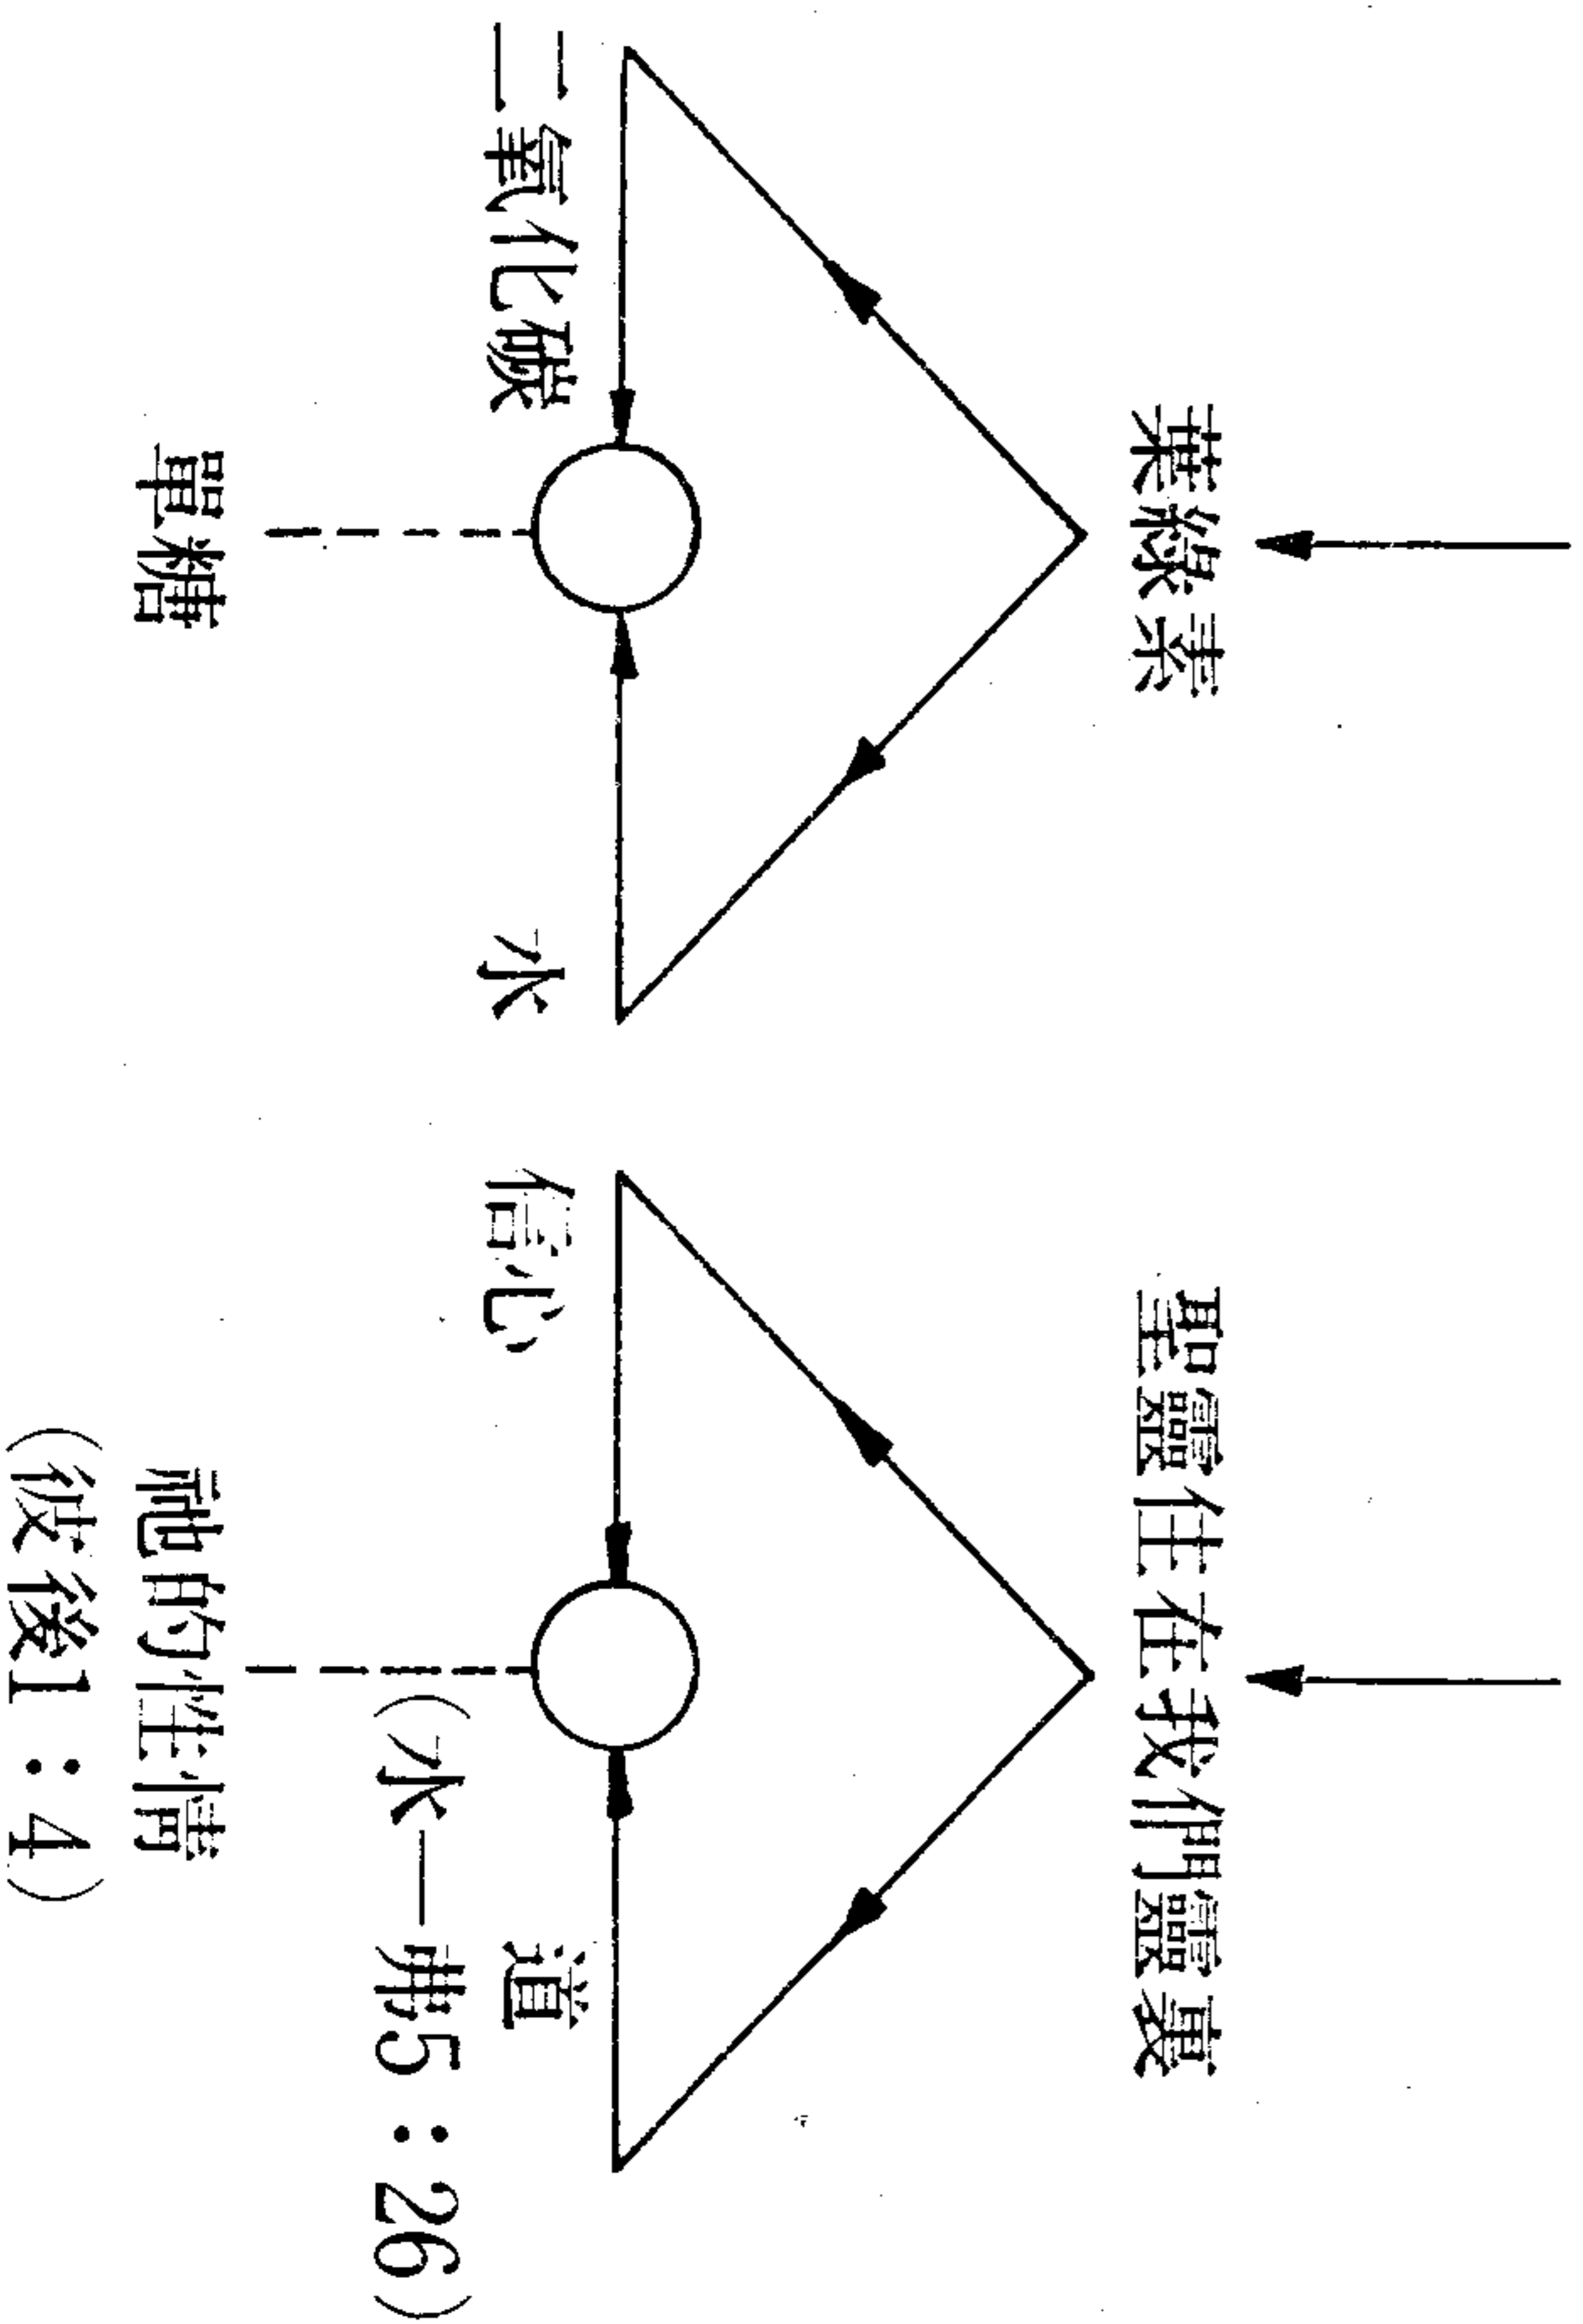 葉綠素
聖靈住在我們靈裏
二氧化碳
水
信心
道
(水—弗5：26)
單糖
祂的性情
(彼後1：4)